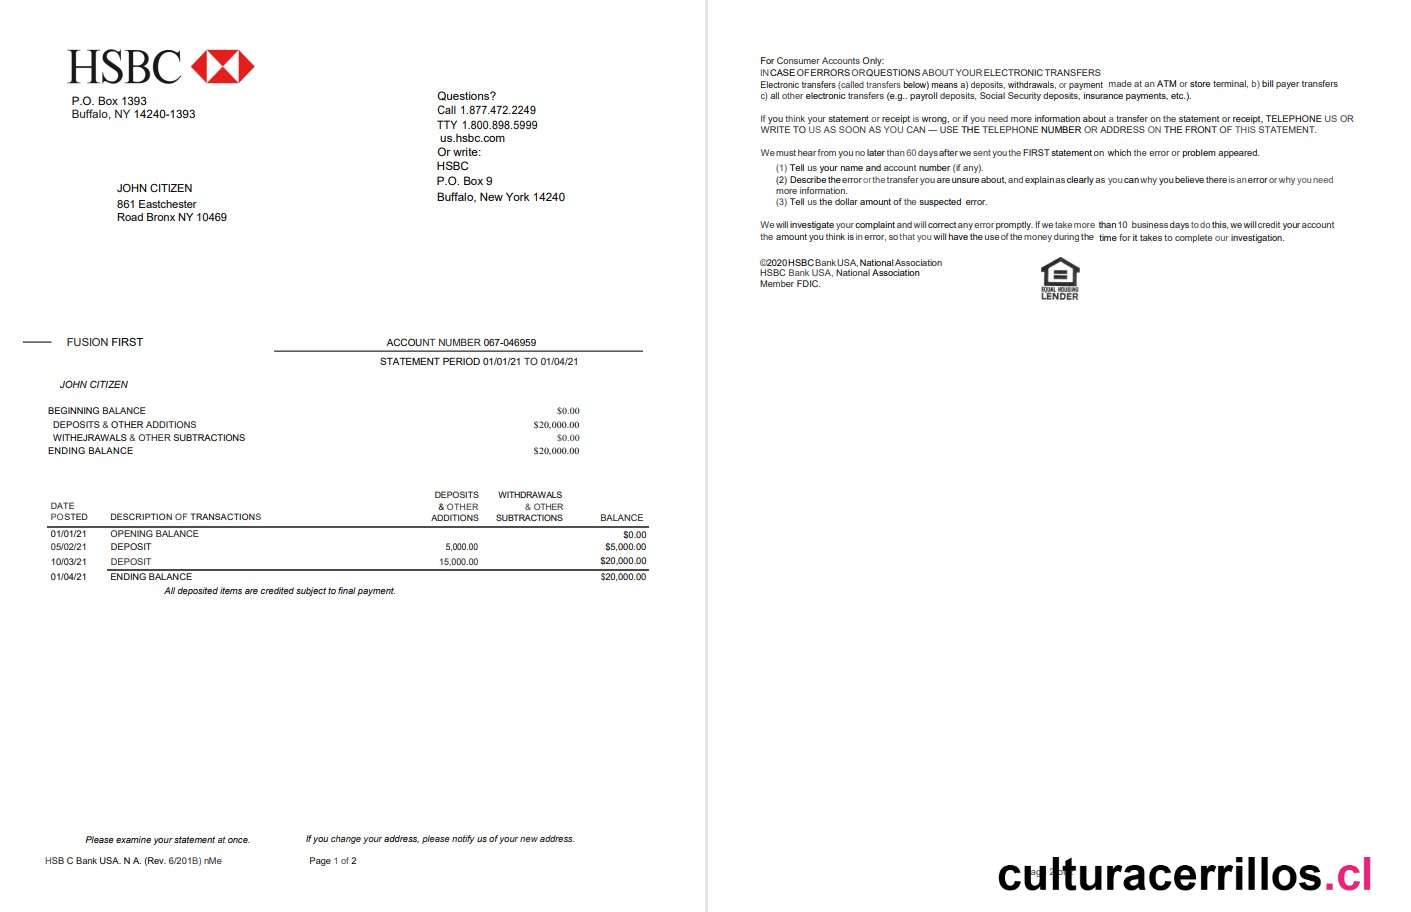 HSBC
P.O. Box 1393
Buffalo, NY 14240-1393
Questions?
Call 1.877.472.2249
TTY 1.800.898.5999
us.hsbc.com
Or write:
HSBC
P.O. Box 9
Buffalo, New York 14240
JOHN CITIZEN
861 Eastchester
Road Bronx NY 10469
FUSION FIRST
ACCOUNT NUMBER 067-046959
STATEMENT PERIOD 01/01/21 TO 01/04/21
JOHN CITIZEN
BEGINNING BALANCE $0.00
DEPOSITS & OTHER ADDITIONS $20,000.00
WITHEJRAWALS & OTHER SUBTRACTIONS $0.00
ENDING BALANCE $20,000.00
DEPOSITS WITHDRAWALS
DATE & OTHER & OTHER
POSTED DESCRIPTION OF TRANSACTIONS ADDITIONS SUBTRACTIONS BALANCE
01/01/21 OPENING BALANCE $0.00
05/02/21 DEPOSIT 5,000.00 $5,000.00
10/03/21 DEPOSIT 15,000.00 $20,000.00
01/04/21 ENDING BALANCE $20,000.00
All deposited items are credited subject to final payment.
Please examine your statement at once. If you change your address, please notify us of your new address.
HSB C Bank USA. N A. (Rev. 6/201B) nMe Page 1 of 2
For Consumer Accounts Only:
IN CASE OF ERRORS OR QUESTIONS ABOUT YOUR ELECTRONIC TRANSFERS
Electronic transfers (called transfers below) means a) deposits, withdrawals, or payment made at an ATM or store terminal, b) bill payer transfers
c) all other electronic transfers (e.g.. payroll deposits, Social Security deposits, insurance payments, etc.).
If you think your statement or receipt is wrong, or if you need more information about a transfer on the statement or receipt, TELEPHONE US OR
WRITE TO US AS SOON AS YOU CAN — USE THE TELEPHONE NUMBER OR ADDRESS ON THE FRONT OF THIS STATEMENT.
We must hear from you no later than 60 days after we sent you the FIRST statement on which the error or problem appeared.
(1) Tell us your name and account number (if any).
(2) Describe the error or the transfer you are unsure about, and explain as clearly as you can why you believe there is an error or why you need
more information.
(3) Tell us the dollar amount of the suspected error.
We will investigate your complaint and will correct any error promptly. If we take more than 10 business days to do this, we will credit your account
the amount you think is in error, so that you will have the use of the money during the time for it takes to complete our investigation.
©2020 HSBC Bank USA, National Association
HSBC Bank USA, National Association
Member FDIC.
EQUAL HOUSING
LENDER
culturacerrillos.cl